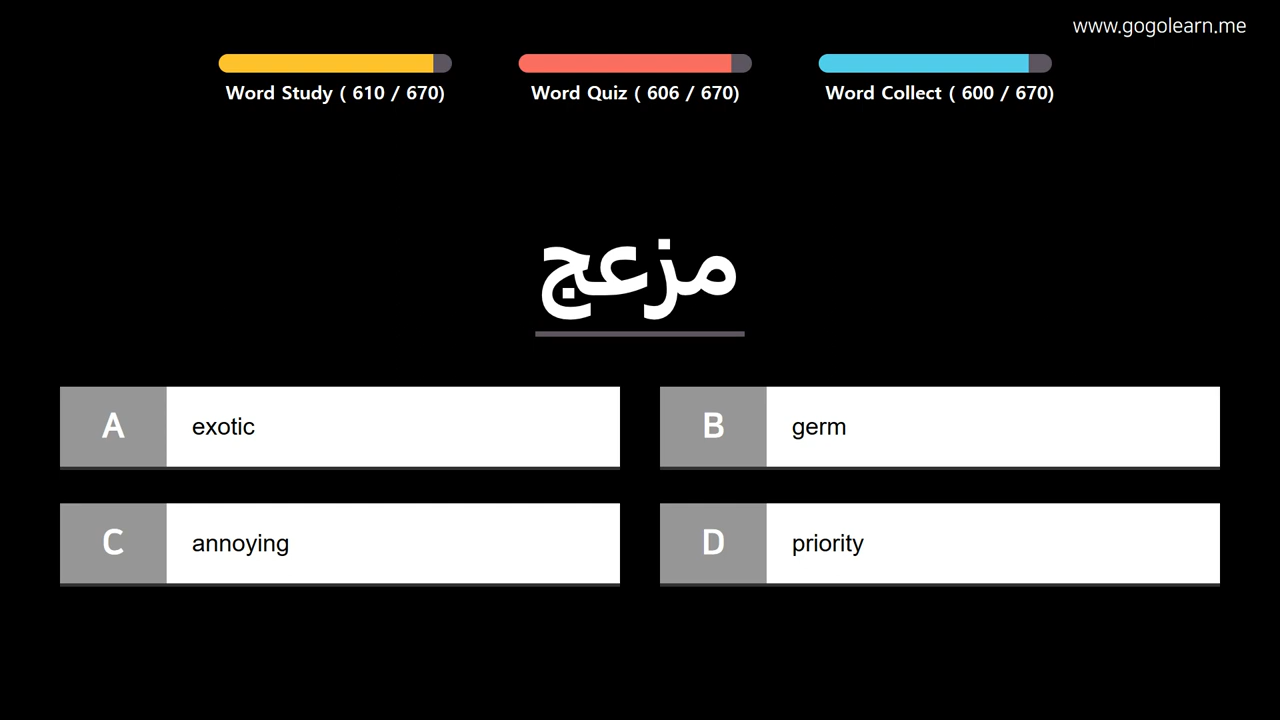 www.gogolearn.me
Word Study ( 610 / 670)
Word Quiz ( 606 / 670)
Word Collect ( 600 / 670)
مزعج
A exotic
B germ
C annoying
D priority